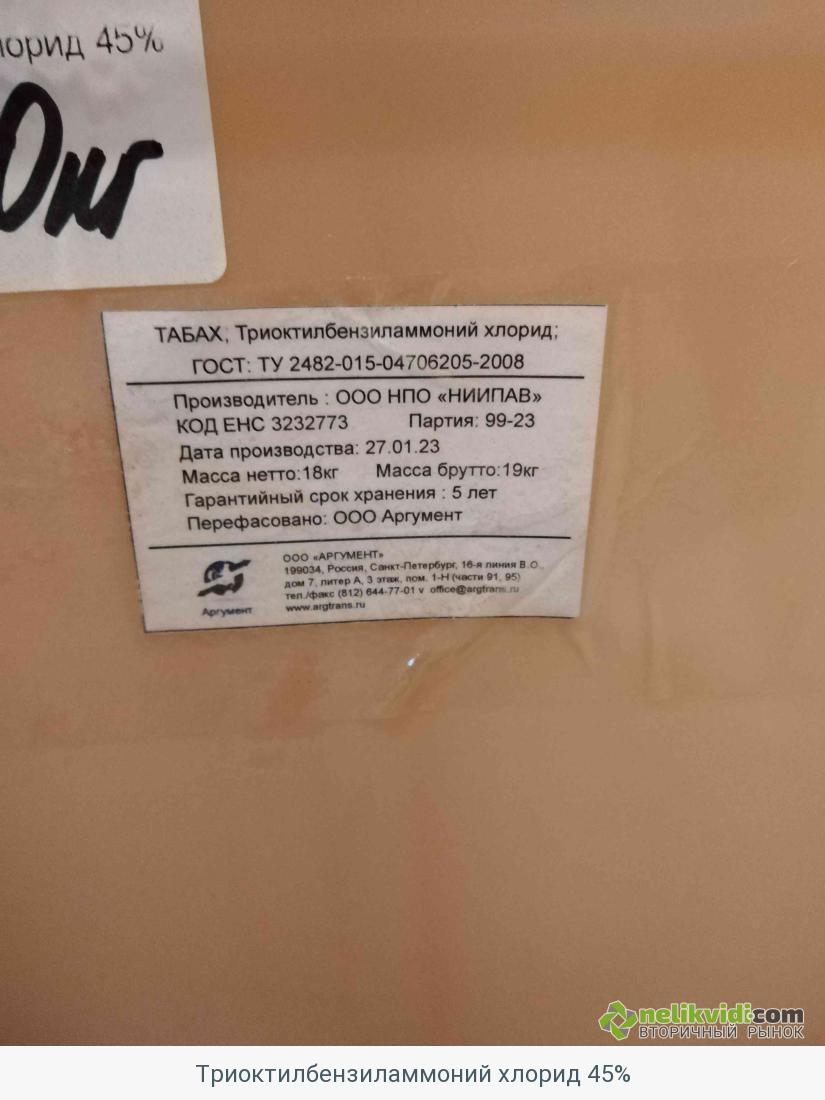 45%
0кг
ТАБАХ, Триоктилбензиламмоний хлорид;
ГОСТ: ТУ 2482-015-04706205-2008
Производитель : ООО НПО «НИИПАВ»
КОД ЕНС 3232773 Партия: 99-23
Дата производства: 27.01.23
Масса нетто:18кг Масса брутто:19кг
Гарантийный срок хранения : 5 лет
Перефасовано: ООО Аргумент
ООО «АРГУМЕНТ»
199034, Россия, Санкт-Петербург, 16-я линия В.О.,
дом 7, литер А, 3 этаж, пом. 1-Н (части 91, 95)
тел./факс (812) 644-77-01 v office@argtrans.ru
www.argtrans.ru
Аргумент
nelikvidi.com
ВТОРИЧНЫЙ РЫНОК
Триоктилбензиламмоний хлорид 45%